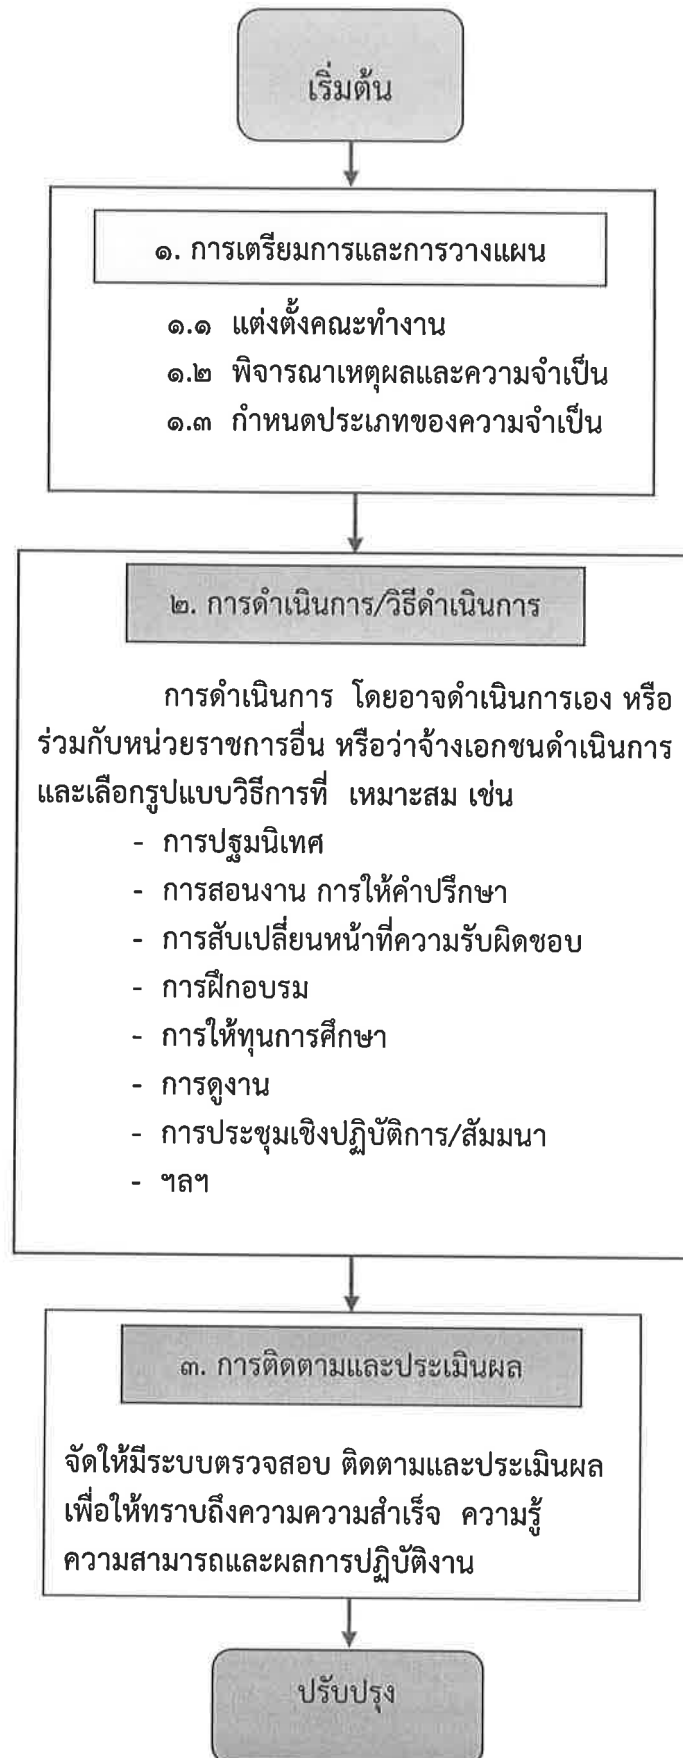 เริ่มต้น
๑. การเตรียมการและการวางแผน
๑.๑ แต่งตั้งคณะทำงาน
๑.๒ พิจารณาเหตุผลและความจำเป็น
๑.๓ กำหนดประเภทของความจำเป็น
๒. การดำเนินการ/วิธีดำเนินการ
การดำเนินการ โดยอาจดำเนินการเอง หรือ
ร่วมกับหน่วยราชการอื่น หรือว่าจ้างเอกชนดำเนินการ
และเลือกรูปแบบวิธีการที่ เหมาะสม เช่น
- การปฐมนิเทศ
- การสอนงาน การให้คำปรึกษา
- การสับเปลี่ยนหน้าที่ความรับผิดชอบ
- การฝึกอบรม
- การให้ทุนการศึกษา
- การดูงาน
- การประชุมเชิงปฏิบัติการ/สัมมนา
- ฯลฯ
๓. การติดตามและประเมินผล
จัดให้มีระบบตรวจสอบ ติดตามและประเมินผล
เพื่อให้ทราบถึงความความสำเร็จ ความรู้
ความสามารถและผลการปฏิบัติงาน
ปรับปรุง